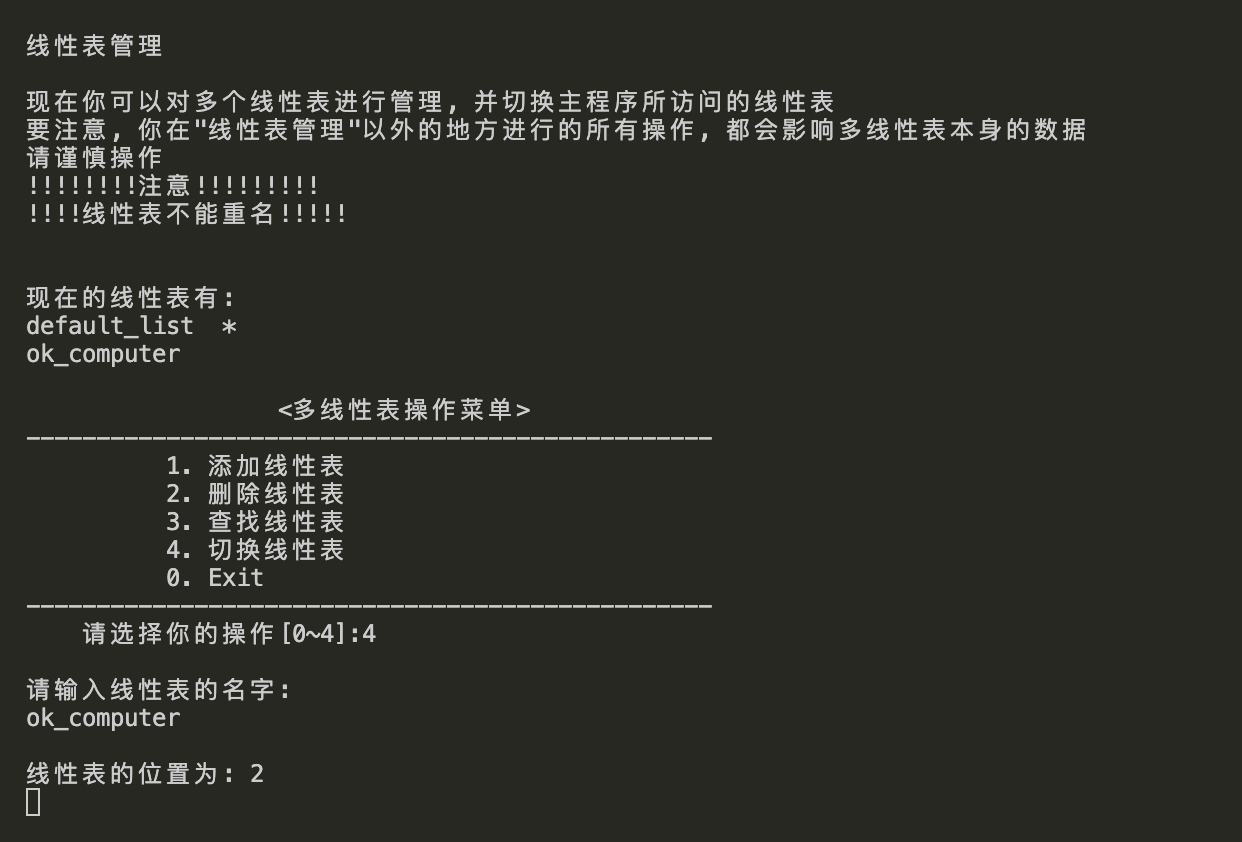 线性表管理
现在你可以对多个线性表进行管理, 并切换主程序所访问的线性表
要注意, 你在"线性表管理"以外的地方进行的所有操作, 都会影响多线性表本身的数据
请谨慎操作
!!!!!!!!注意!!!!!!!!!
!!!!线性表不能重名!!!!!
现在的线性表有:
default_list  *
ok_computer
<多线性表操作菜单>
-------------------------------------------------
1. 添加线性表
2. 删除线性表
3. 查找线性表
4. 切换线性表
0. Exit
-------------------------------------------------
请选择你的操作[0~4]:4
请输入线性表的名字:
ok_computer
线性表的位置为: 2